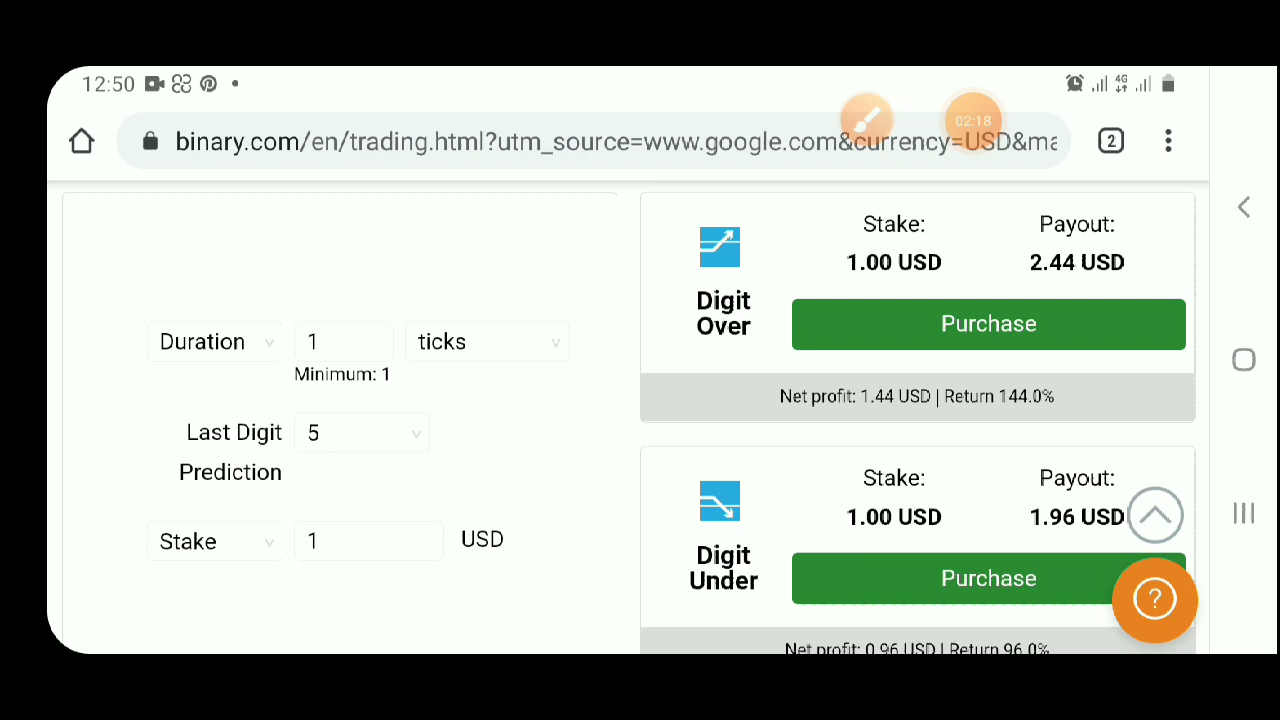 12:50
4G
02:18
binary.com/en/trading.html?utm_source=www.google.com&currency=USD&ma
2
Duration 1 ticks
Minimum: 1
Last Digit Prediction 5
Stake 1 USD
Digit Over
Stake: Payout:
1.00 USD 2.44 USD
Purchase
Net profit: 1.44 USD | Return 144.0%
Digit Under
Stake: Payout:
1.00 USD 1.96 USD
Purchase
?
Net profit: 0.96 USD | Return 96.0%